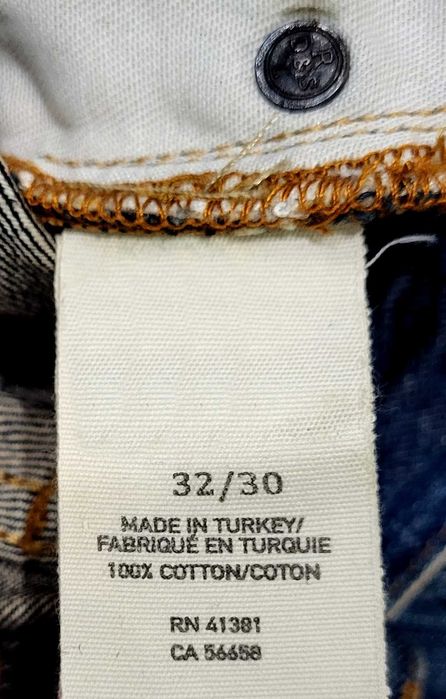 D&S
32/30
MADE IN TURKEY/
FABRIQUÉ EN TURQUIE
100% COTTON/COTON
RN 41381
CA 56658